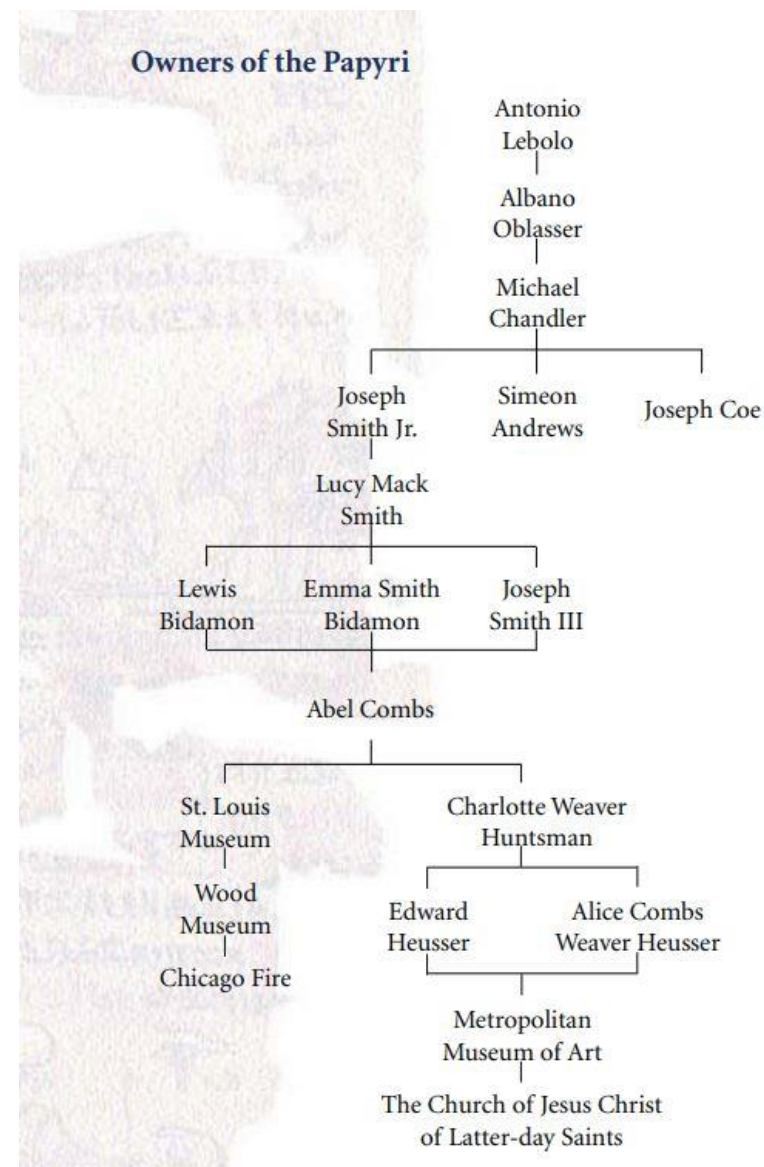 Owners of the Papyri
Antonio
Lebolo
Albano
Oblasser
Michael
Chandler
Joseph
Smith Jr.
Simeon
Andrews
Joseph Coe
Lucy Mack
Smith
Lewis
Bidamon
Emma Smith
Bidamon
Joseph
Smith III
Abel Combs
St. Louis
Museum
Charlotte Weaver
Huntsman
Wood
Museum
Edward
Heusser
Alice Combs
Weaver Heusser
Chicago Fire
Metropolitan
Museum of Art
The Church of Jesus Christ
of Latter-day Saints